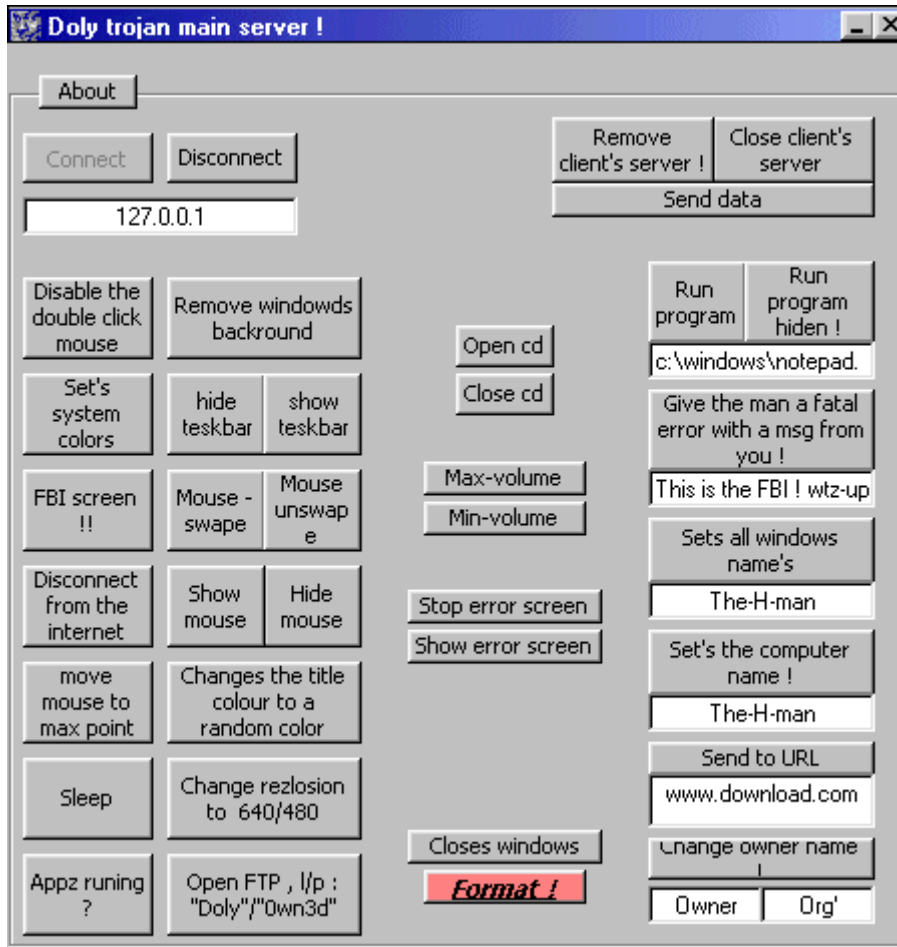 Doly trojan main server !
About
Connect
Disconnect
127.0.0.1
Remove
client's server !
Close client's
server
Send data
Disable the
double click
mouse
Remove windowds
backround
Set's
system
colors
hide
teskbar
show
teskbar
FBI screen
!!
Mouse -
swape
Mouse
unswap
e
Disconnect
from the
internet
Show
mouse
Hide
mouse
move
mouse to
max point
Changes the title
colour to a
random color
Sleep
Change rezlosion
to 640/480
Appz runing
?
Open FTP , l/p :
"Doly"/"0wn3d"
Open cd
Close cd
Max-volume
Min-volume
Stop error screen
Show error screen
Closes windows
Format !
Run
program
Run
program
hiden !
c:\windows\notepad.
Give the man a fatal
error with a msg from
you !
This is the FBI ! wtz-up
Sets all windows
name's
The-H-man
Set's the computer
name !
The-H-man
Send to URL
www.download.com
Change owner name
!
Owner
Org'